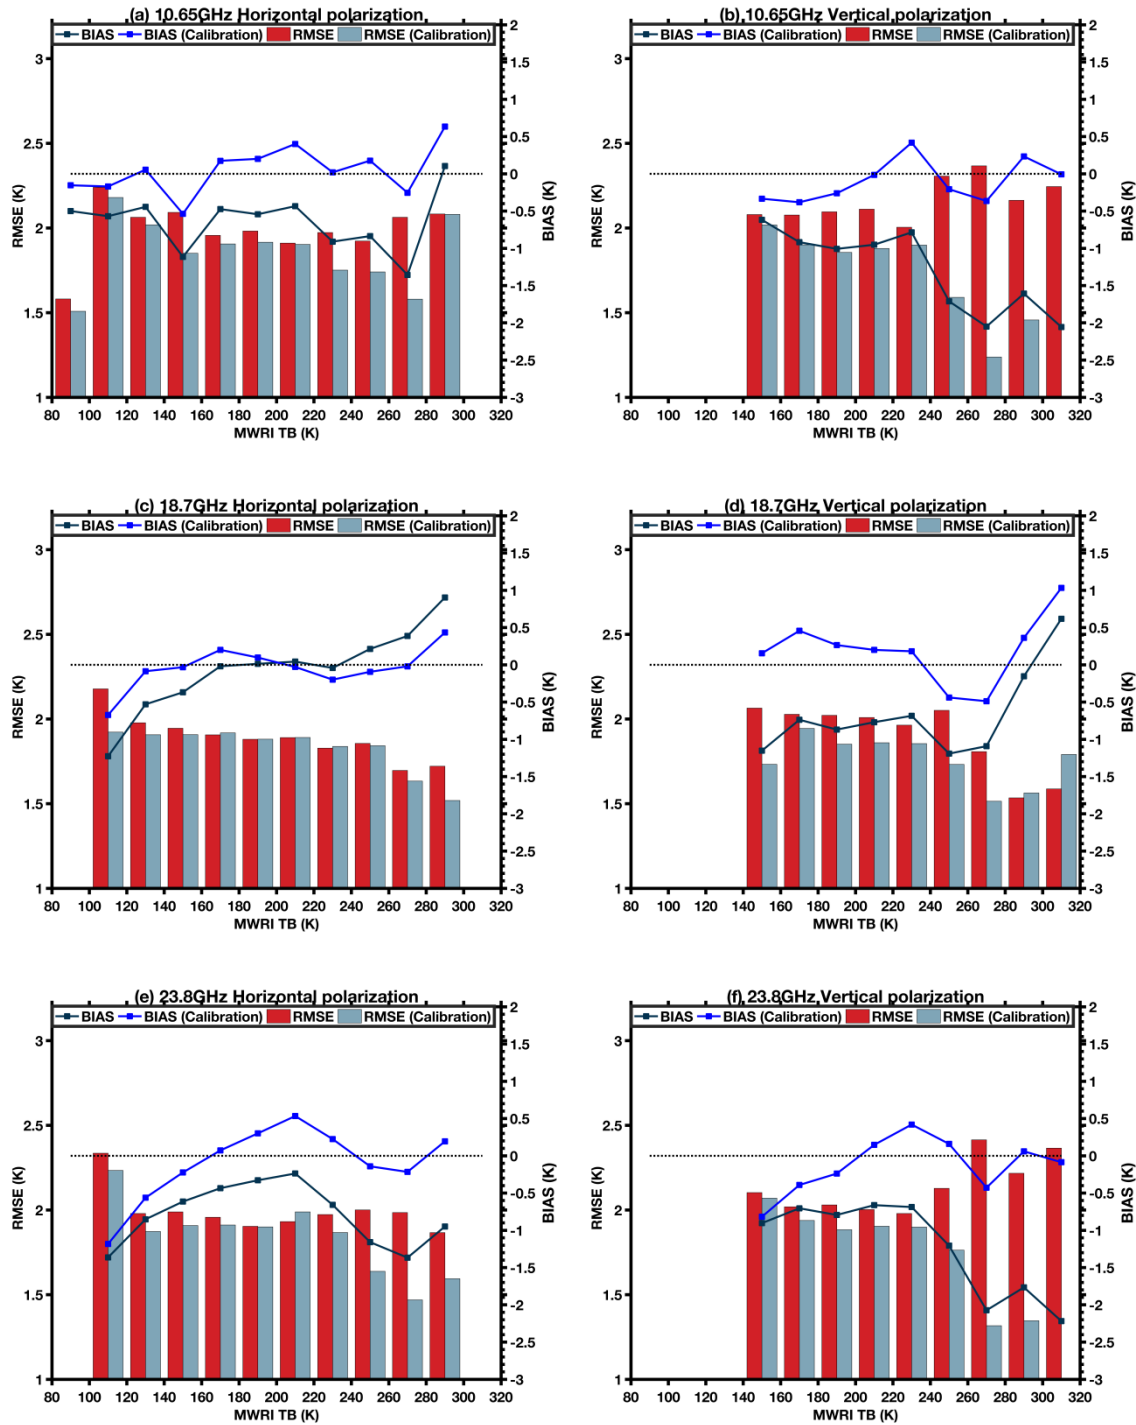 (a) 10.65GHz Horizontal polarization
BIAS BIAS (Calibration) RMSE RMSE (Calibration)
3
2.5
2
1.5
1
RMSE (K)
2
1.5
1
0.5
0
-0.5
-1
-1.5
-2
-2.5
-3
BIAS (K)
80 100 120 140 160 180 200 220 240 260 280 300 320
MWRI TB (K)
(b) 10.65GHz Vertical polarization
BIAS BIAS (Calibration) RMSE RMSE (Calibration)
3
2.5
2
1.5
1
RMSE (K)
2
1.5
1
0.5
0
-0.5
-1
-1.5
-2
-2.5
-3
BIAS (K)
80 100 120 140 160 180 200 220 240 260 280 300 320
MWRI TB (K)
(c) 18.7GHz Horizontal polarization
BIAS BIAS (Calibration) RMSE RMSE (Calibration)
3
2.5
2
1.5
1
RMSE (K)
2
1.5
1
0.5
0
-0.5
-1
-1.5
-2
-2.5
-3
BIAS (K)
80 100 120 140 160 180 200 220 240 260 280 300 320
MWRI TB (K)
(d) 18.7GHz Vertical polarization
BIAS BIAS (Calibration) RMSE RMSE (Calibration)
3
2.5
2
1.5
1
RMSE (K)
2
1.5
1
0.5
0
-0.5
-1
-1.5
-2
-2.5
-3
BIAS (K)
80 100 120 140 160 180 200 220 240 260 280 300 320
MWRI TB (K)
(e) 23.8GHz Horizontal polarization
BIAS BIAS (Calibration) RMSE RMSE (Calibration)
3
2.5
2
1.5
1
RMSE (K)
2
1.5
1
0.5
0
-0.5
-1
-1.5
-2
-2.5
-3
BIAS (K)
80 100 120 140 160 180 200 220 240 260 280 300 320
MWRI TB (K)
(f) 23.8GHz Vertical polarization
BIAS BIAS (Calibration) RMSE RMSE (Calibration)
3
2.5
2
1.5
1
RMSE (K)
2
1.5
1
0.5
0
-0.5
-1
-1.5
-2
-2.5
-3
BIAS (K)
80 100 120 140 160 180 200 220 240 260 280 300 320
MWRI TB (K)